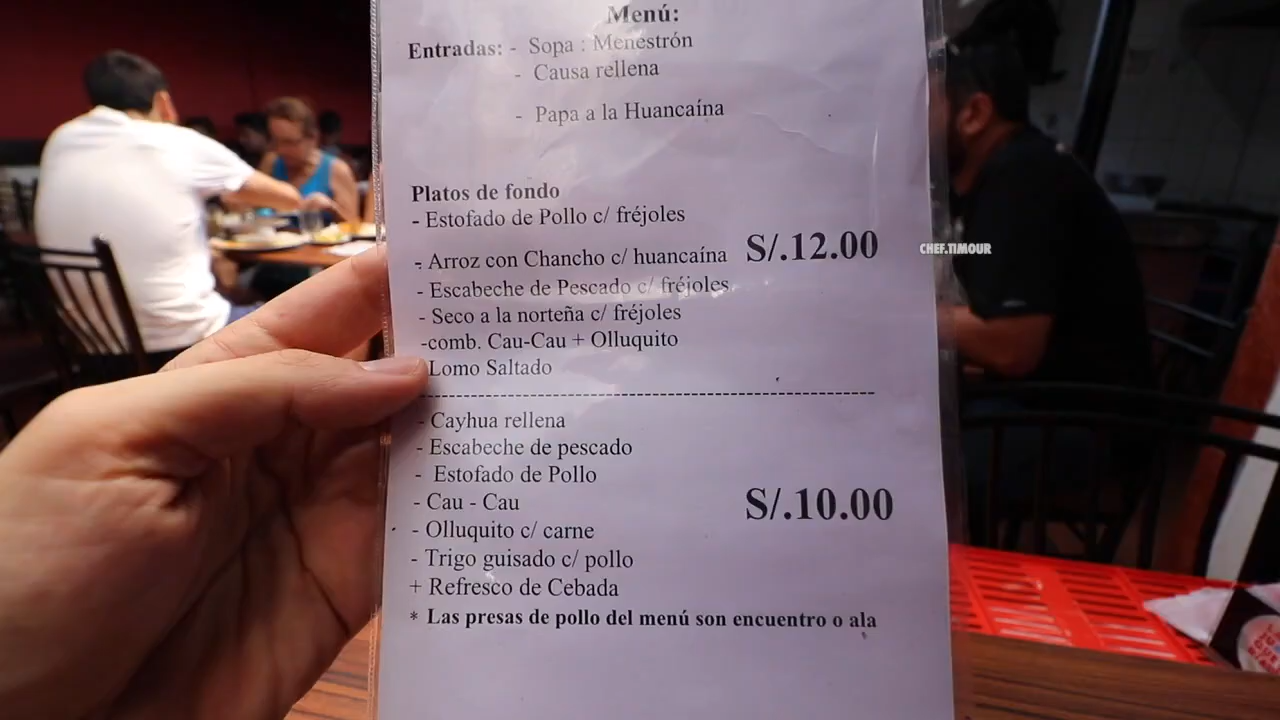 Menú:
Entradas: - Sopa : Menestrón
- Causa rellena
- Papa a la Huancaína
Platos de fondo
- Estofado de Pollo c/ fréjoles
- Arroz con Chancho c/ huancaína S/.12.00
- Escabeche de Pescado c/ fréjoles
- Seco a la norteña c/ fréjoles
-comb. Cau-Cau + Olluquito
Lomo Saltado
- Cayhua rellena
- Escabeche de pescado
- Estofado de Pollo
- Cau - Cau S/.10.00
- Olluquito c/ carne
- Trigo guisado c/ pollo
+ Refresco de Cebada
* Las presas de pollo del menú son encuentro o ala
CHEF.TIMOUR